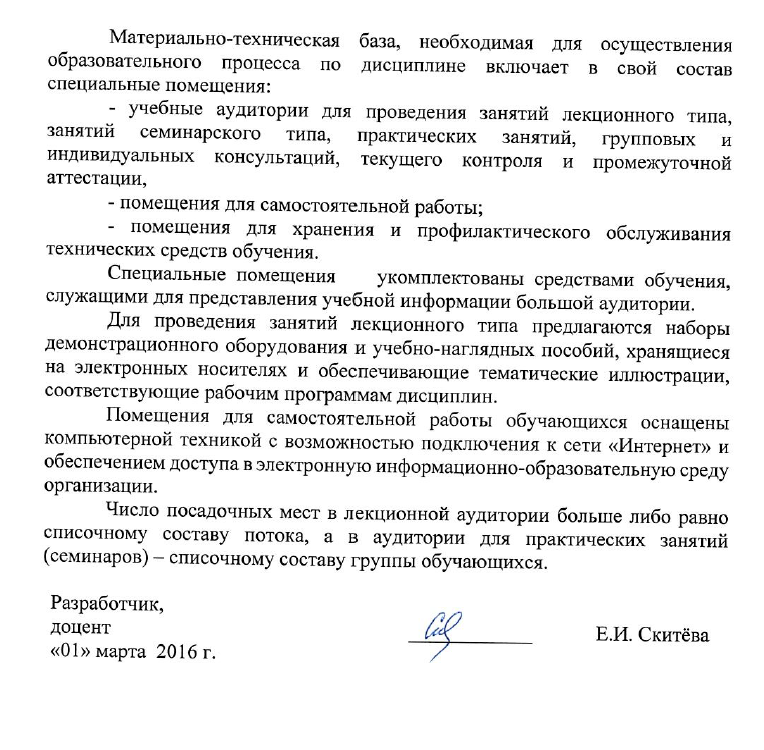 Материально-техническая база, необходимая для осуществления
образовательного процесса по дисциплине включает в свой состав
специальные помещения:
- учебные аудитории для проведения занятий лекционного типа,
занятий семинарского типа, практических занятий, групповых и
индивидуальных консультаций, текущего контроля и промежуточной
аттестации,
- помещения для самостоятельной работы;
- помещения для хранения и профилактического обслуживания
технических средств обучения.
Специальные помещения укомплектованы средствами обучения,
служащими для представления учебной информации большой аудитории.
Для проведения занятий лекционного типа предлагаются наборы
демонстрационного оборудования и учебно-наглядных пособий, хранящиеся
на электронных носителях и обеспечивающие тематические иллюстрации,
соответствующие рабочим программам дисциплин.
Помещения для самостоятельной работы обучающихся оснащены
компьютерной техникой с возможностью подключения к сети «Интернет» и
обеспечением доступа в электронную информационно-образовательную среду
организации.
Число посадочных мест в лекционной аудитории больше либо равно
списочному составу потока, а в аудитории для практических занятий
(семинаров) – списочному составу группы обучающихся.
Разработчик,
доцент
Е.И. Скитёва
«01» марта 2016 г.